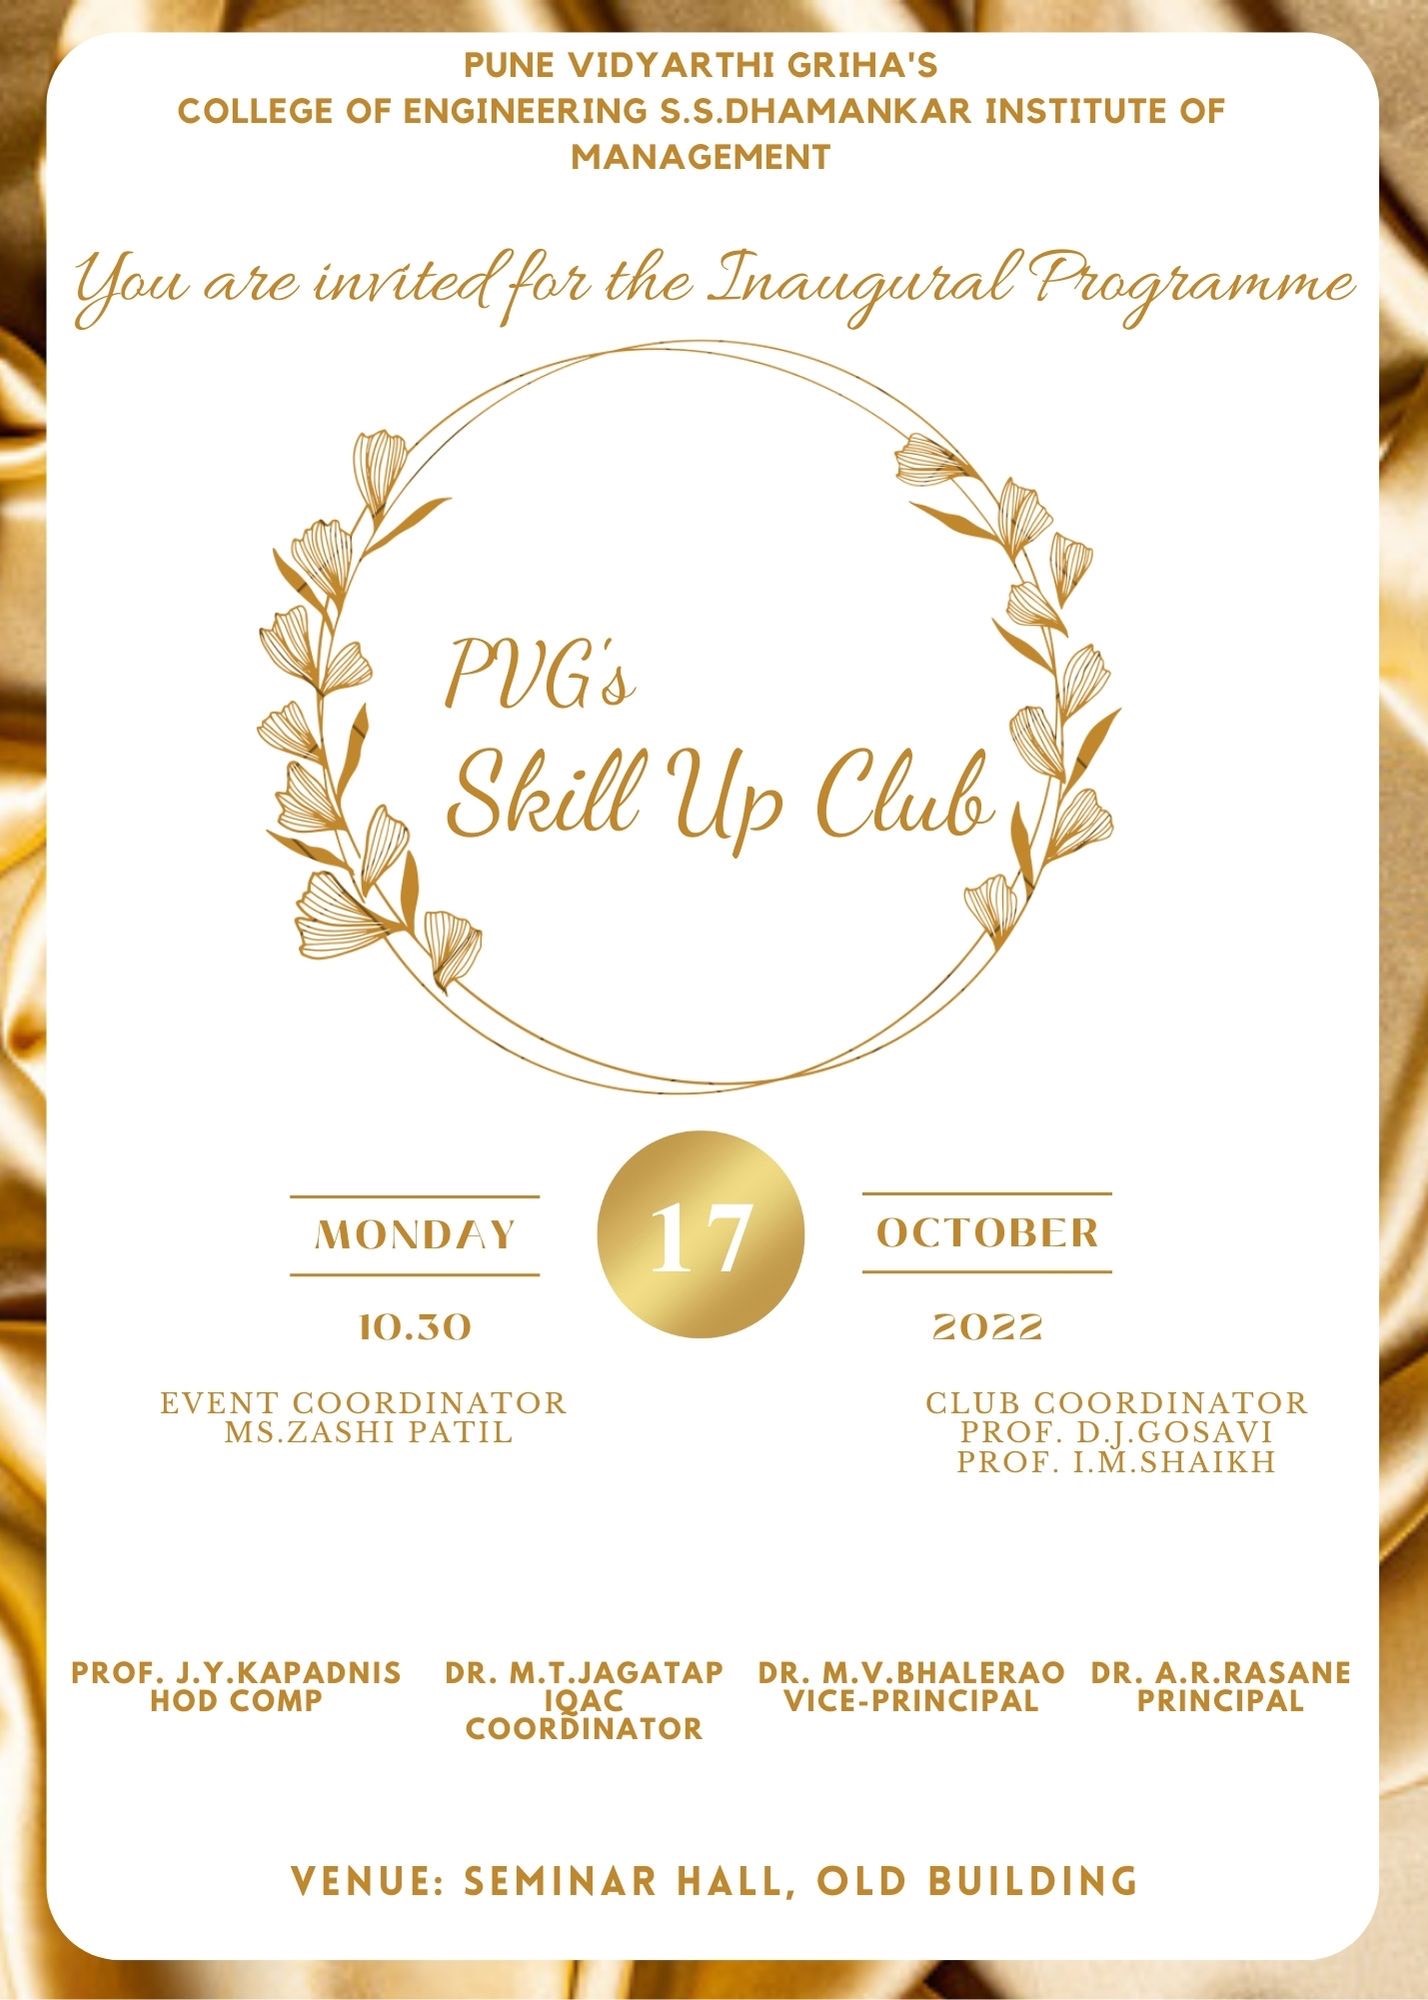 PUNE VIDYARTHI GRIHA'S
COLLEGE OF ENGINEERING S.S.DHAMANKAR INSTITUTE OF
MANAGEMENT
You are invited for the Inaugural Programme
PVG's
Skill Up Club
MONDAY
17
OCTOBER
10.30
2022
EVENT COORDINATOR
MS.ZASHI PATIL
CLUB COORDINATOR
PROF. D.J.GOSAVI
PROF. I.M.SHAIKH
PROF. J.Y.KAPADNIS
HOD COMP
DR. M.T.JAGATAP
IQAC
COORDINATOR
DR. M.V.BHALERAO
VICE-PRINCIPAL
DR. A.R.RASANE
PRINCIPAL
VENUE: SEMINAR HALL, OLD BUILDING